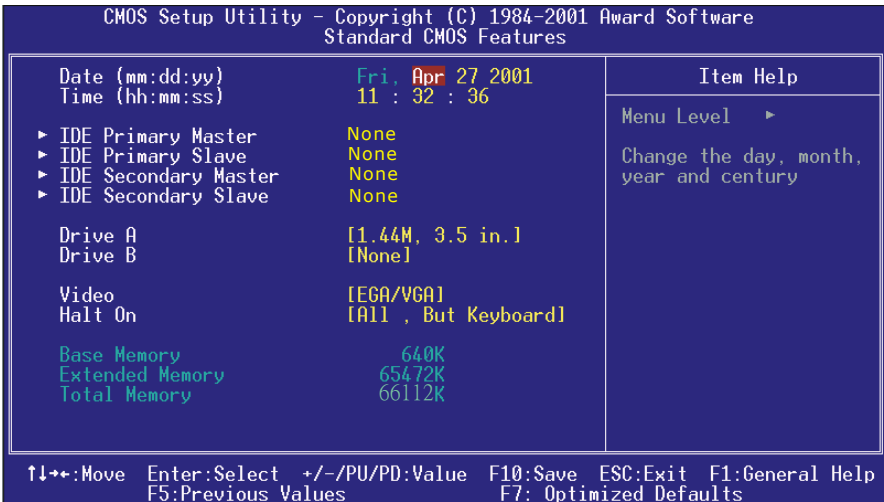 CMOS Setup Utility – Copyright (C) 1984–2001 Award Software
Standard CMOS Features
Date (mm:dd:yy) Fri, Apr 27 2001
Time (hh:mm:ss) 11 : 32 : 36
► IDE Primary Master None
► IDE Primary Slave None
► IDE Secondary Master None
► IDE Secondary Slave None
Drive A [1.44M, 3.5 in.]
Drive B [None]
Video [EGA/VGA]
Halt On [All , But Keyboard]
Base Memory 640K
Extended Memory 65472K
Total Memory 66112K
Item Help
Menu Level ►
Change the day, month,
year and century
↑↓→←:Move Enter:Select +/–/PU/PD:Value F10:Save ESC:Exit F1:General Help
F5:Previous Values F7: Optimized Defaults